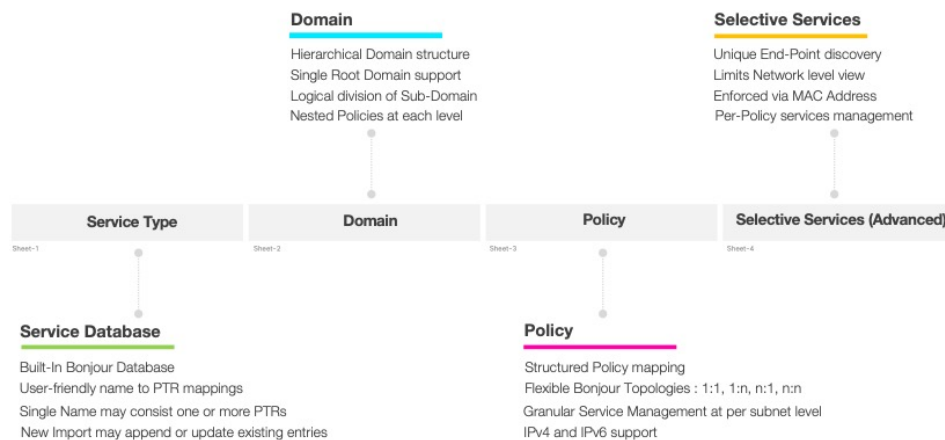 Domain
Hierarchical Domain structure
Single Root Domain support
Logical division of Sub-Domain
Nested Policies at each level
Selective Services
Unique End-Point discovery
Limits Network level view
Enforced via MAC Address
Per-Policy services management
Service Type
Domain
Policy
Selective Services (Advanced)
Sheet-1
Sheet-2
Sheet-3
Sheet-4
Service Database
Built-In Bonjour Database
User-friendly name to PTR mappings
Single Name may consist one or more PTRs
New Import may append or update existing entries
Policy
Structured Policy mapping
Flexible Bonjour Topologies : 1:1, 1:n, n:1, n:n
Granular Service Management at per subnet level
IPv4 and IPv6 support